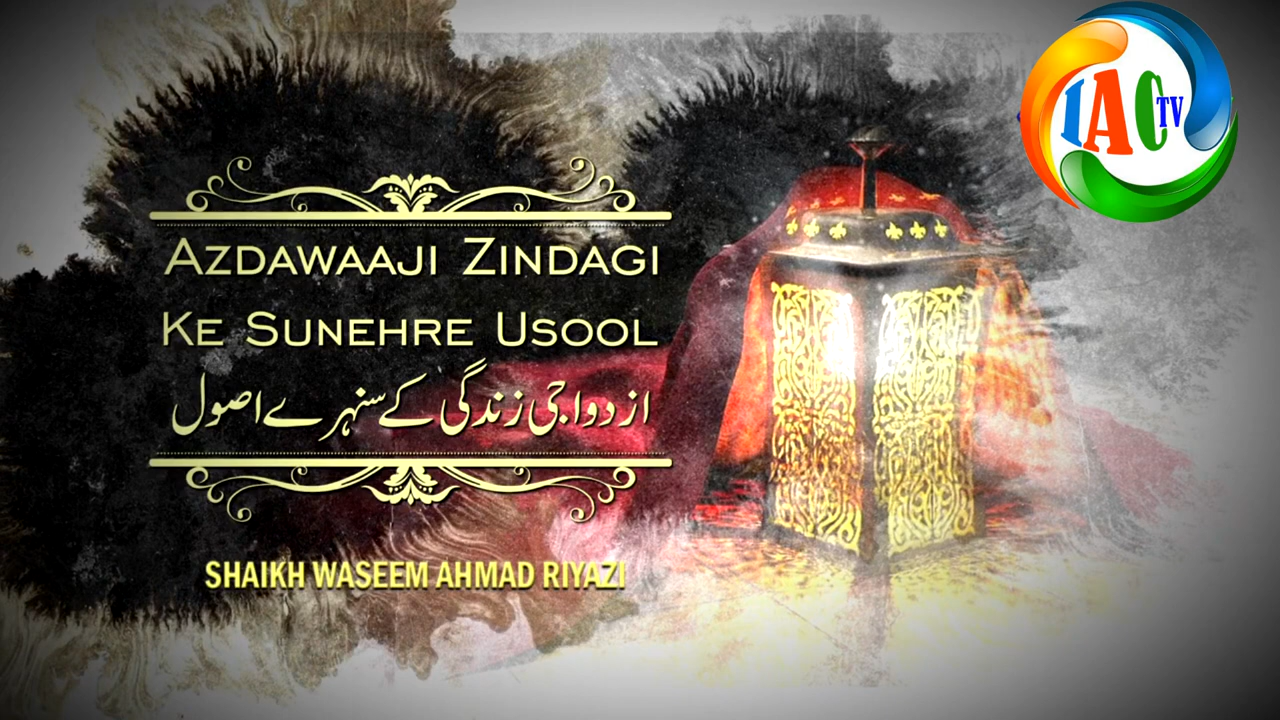 IAC TV
AZDAWAAJI ZINDAGI
KE SUNEHRE USOOL
ازدواجی زندگی کے سنہرے اصول
SHAIKH WASEEM AHMAD RIYAZI